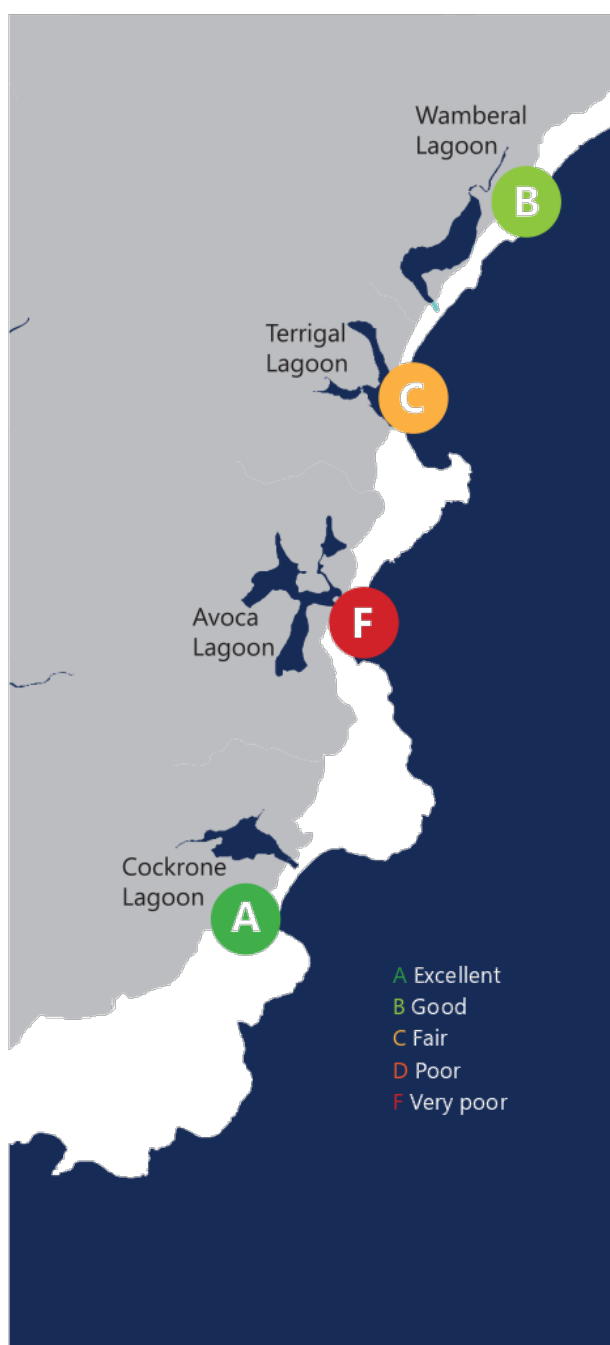 Wamberal
Lagoon
B
Terrigal
Lagoon
C
Avoca
Lagoon
F
Cockrone
Lagoon
A
A Excellent
B Good
C Fair
D Poor
F Very poor